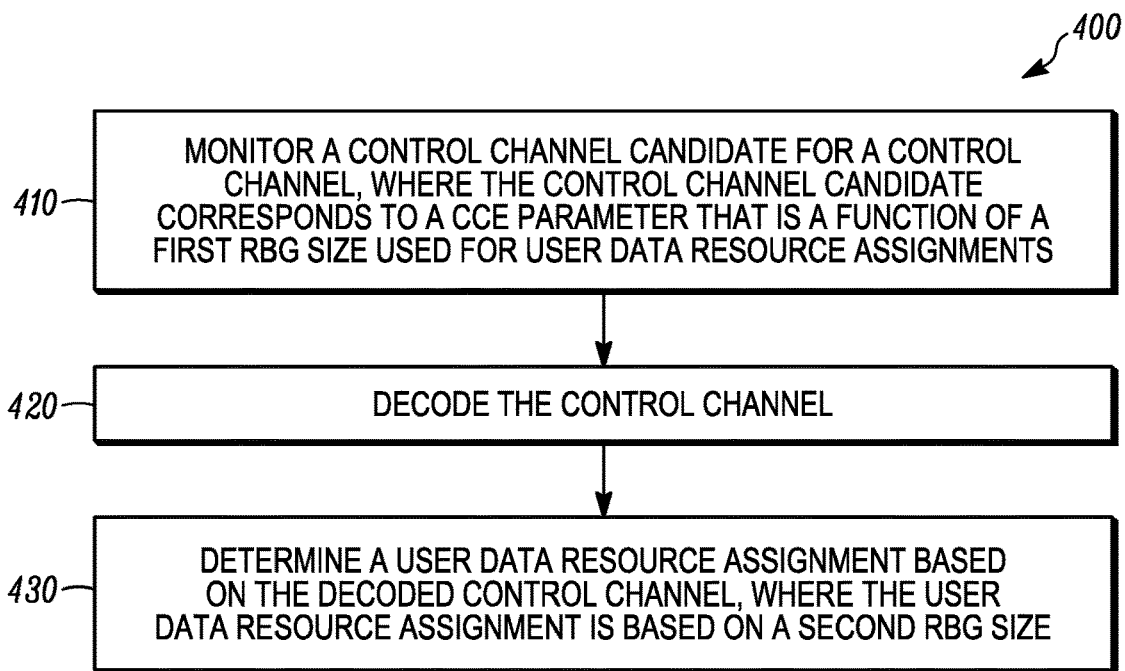 400
410
MONITOR A CONTROL CHANNEL CANDIDATE FOR A CONTROL
CHANNEL, WHERE THE CONTROL CHANNEL CANDIDATE
CORRESPONDS TO A CCE PARAMETER THAT IS A FUNCTION OF A
FIRST RBG SIZE USED FOR USER DATA RESOURCE ASSIGNMENTS
420
DECODE THE CONTROL CHANNEL
430
DETERMINE A USER DATA RESOURCE ASSIGNMENT BASED
ON THE DECODED CONTROL CHANNEL, WHERE THE USER
DATA RESOURCE ASSIGNMENT IS BASED ON A SECOND RBG SIZE